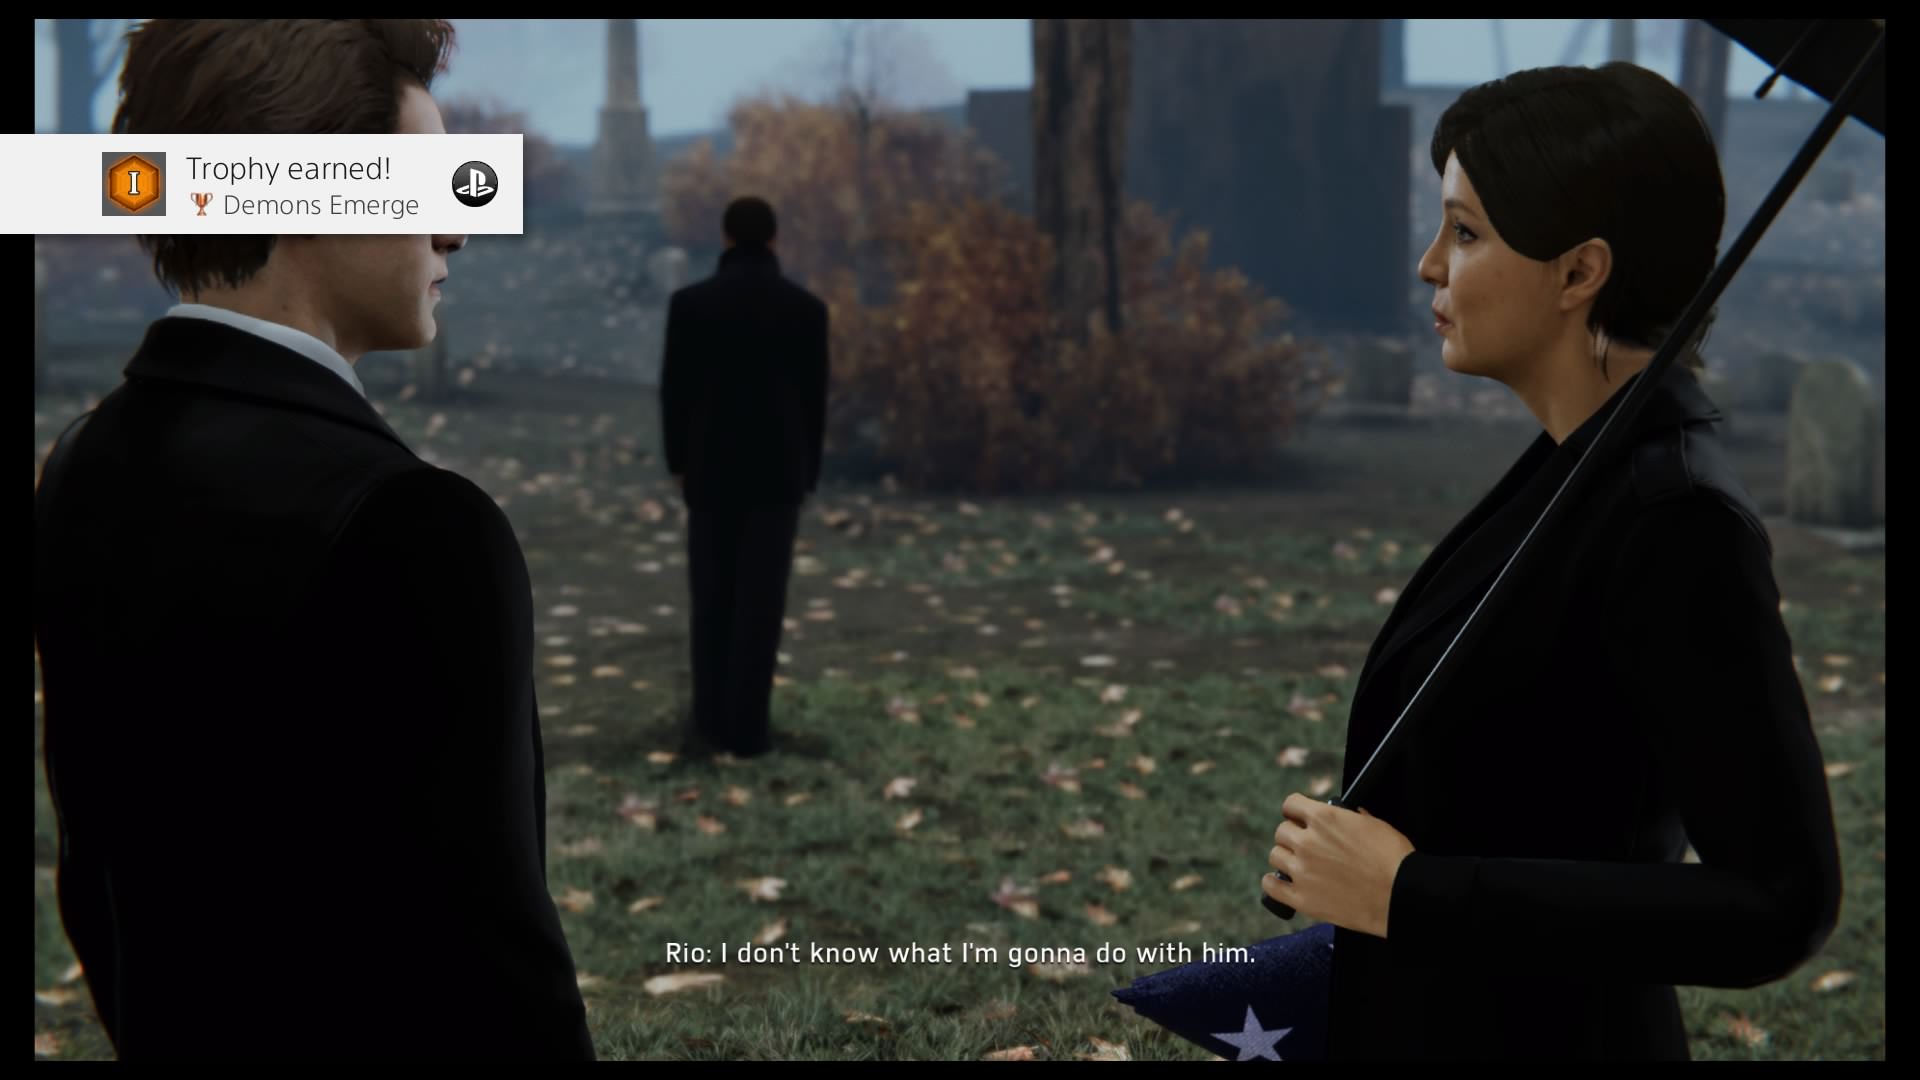 I
Trophy earned!
Demons Emerge
Rio: I don't know what I'm gonna do with him.